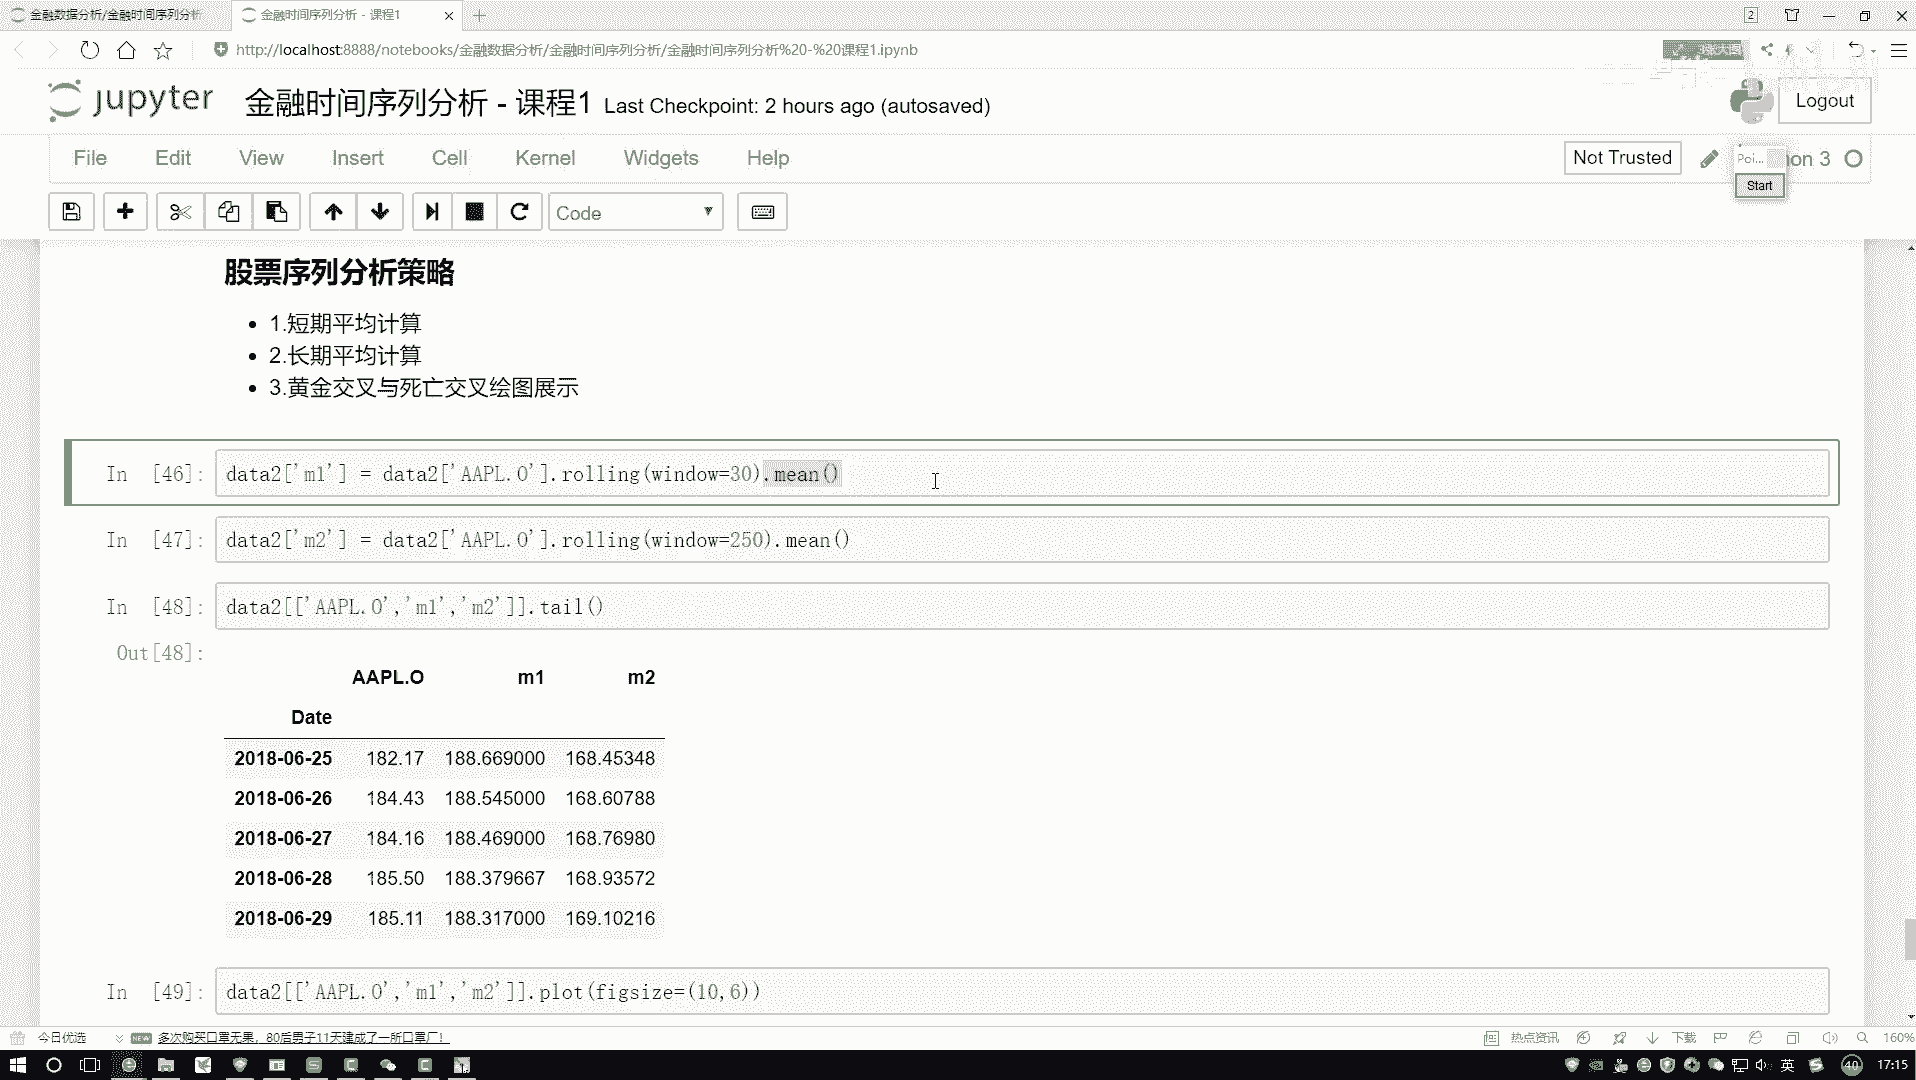 金融数据分析/金融时间序列分析
金融时间序列分析 - 课程1
2
http://localhost:8888/notebooks/金融数据分析/金融时间序列分析/金融时间序列分析%20-%20课程1.ipynb
jupyter 金融时间序列分析 - 课程1 Last Checkpoint: 2 hours ago (autosaved)
Logout
File Edit View Insert Cell Kernel Widgets Help
Not Trusted
Poi... on 3
Start
Code
股票序列分析策略
1.短期平均计算
2.长期平均计算
3.黄金交叉与死亡交叉绘图展示
In [46]: data2['m1'] = data2['AAPL.O'].rolling(window=30).mean()
In [47]: data2['m2'] = data2['AAPL.O'].rolling(window=250).mean()
In [48]: data2[['AAPL.O','m1','m2']].tail()
Out[48]:
AAPL.O m1 m2
Date
2018-06-25 182.17 188.669000 168.45348
2018-06-26 184.43 188.545000 168.60788
2018-06-27 184.16 188.469000 168.76980
2018-06-28 185.50 188.379667 168.93572
2018-06-29 185.11 188.317000 169.10216
In [49]: data2[['AAPL.O','m1','m2']].plot(figsize=(10,6))
今日优选 NEW 多次购买口罩无果，80后男子11天建成了一所口罩厂！ 热点资讯 下载 160%
英 40 17:15